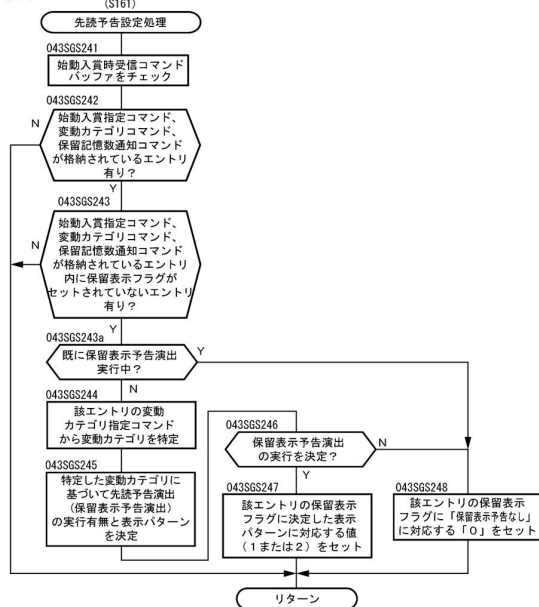 (S161)
先読予告設定処理
043SGS241
始動入賞時受信コマンド
バッファをチェック
043SGS242
始動入賞指定コマンド、
変動カテゴリコマンド、
保留記憶数通知コマンド
が格納されているエントリ
有り？
N
Y
043SGS243
始動入賞指定コマンド、
変動カテゴリコマンド、
保留記憶数通知コマンド
が格納されているエントリ
内に保留表示フラグが
セットされていないエントリ
有り？
N
Y
043SGS243a
既に保留表示予告演出
実行中？
Y
N
043SGS244
該エントリの変動
カテゴリ指定コマンド
から変動カテゴリを特定
043SGS245
特定した変動カテゴリに
基づいて先読予告演出
(保留表示予告演出)
の実行有無と表示パターン
を決定
043SGS246
保留表示予告演出
の実行を決定？
N
Y
043SGS247
該エントリの保留表示
フラグに決定した表示
パターンに対応する値
(1または2)をセット
043SGS248
該エントリの保留表示
フラグに「保留表示予告なし」
に対応する「0」をセット
リターン